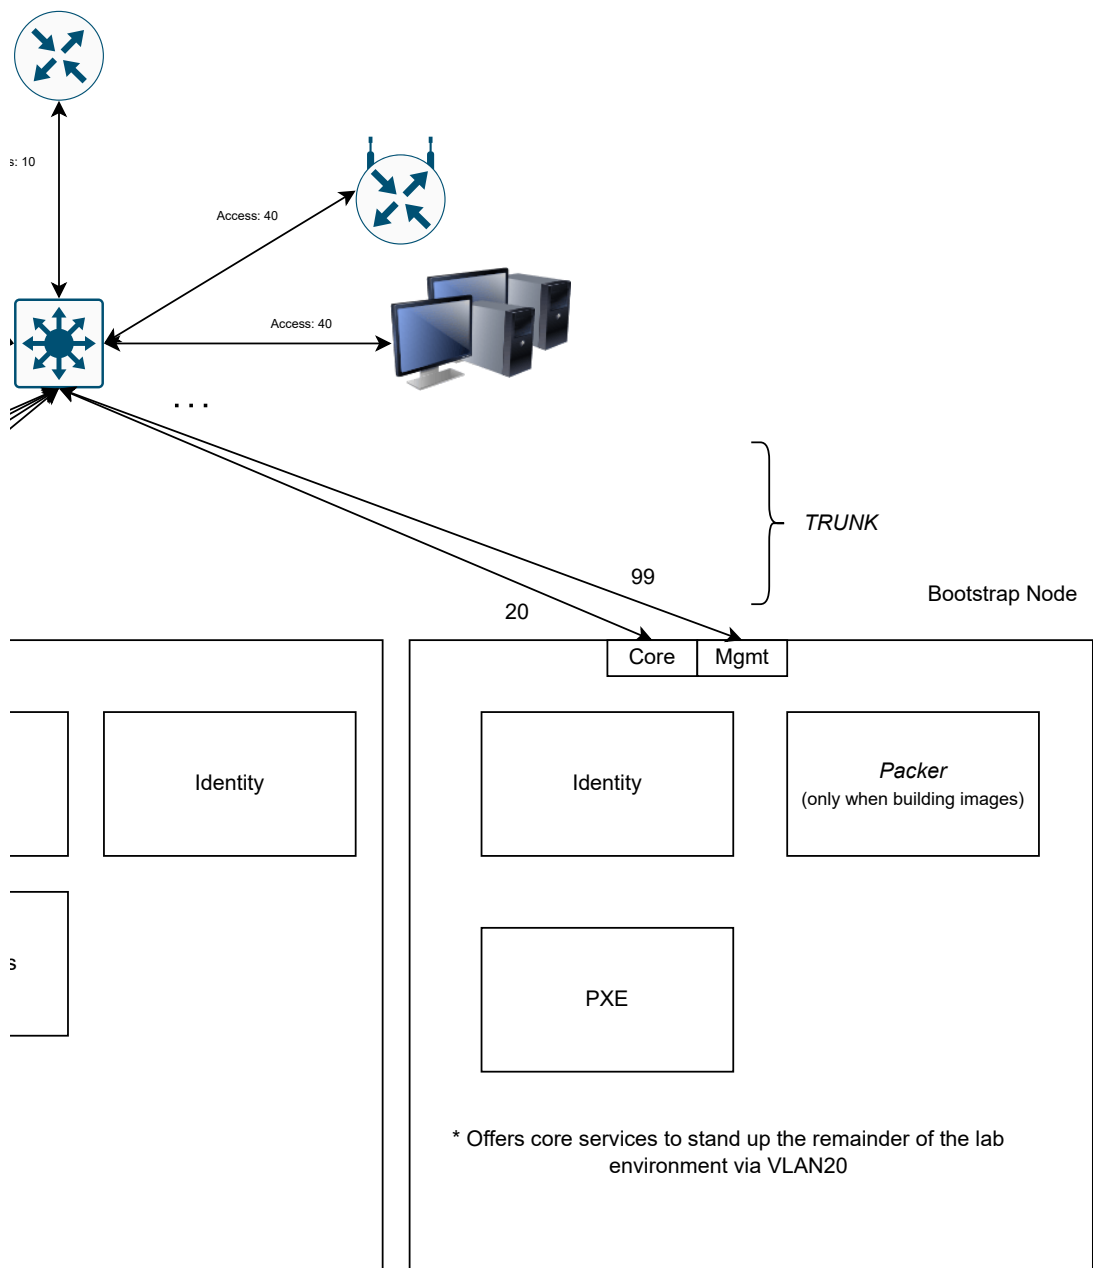 s: 10
Access: 40
Access: 40
...
TRUNK
99
20
Bootstrap Node
Core
Mgmt
Identity
Identity
Packer
(only when building images)
s
PXE
* Offers core services to stand up the remainder of the lab
environment via VLAN20